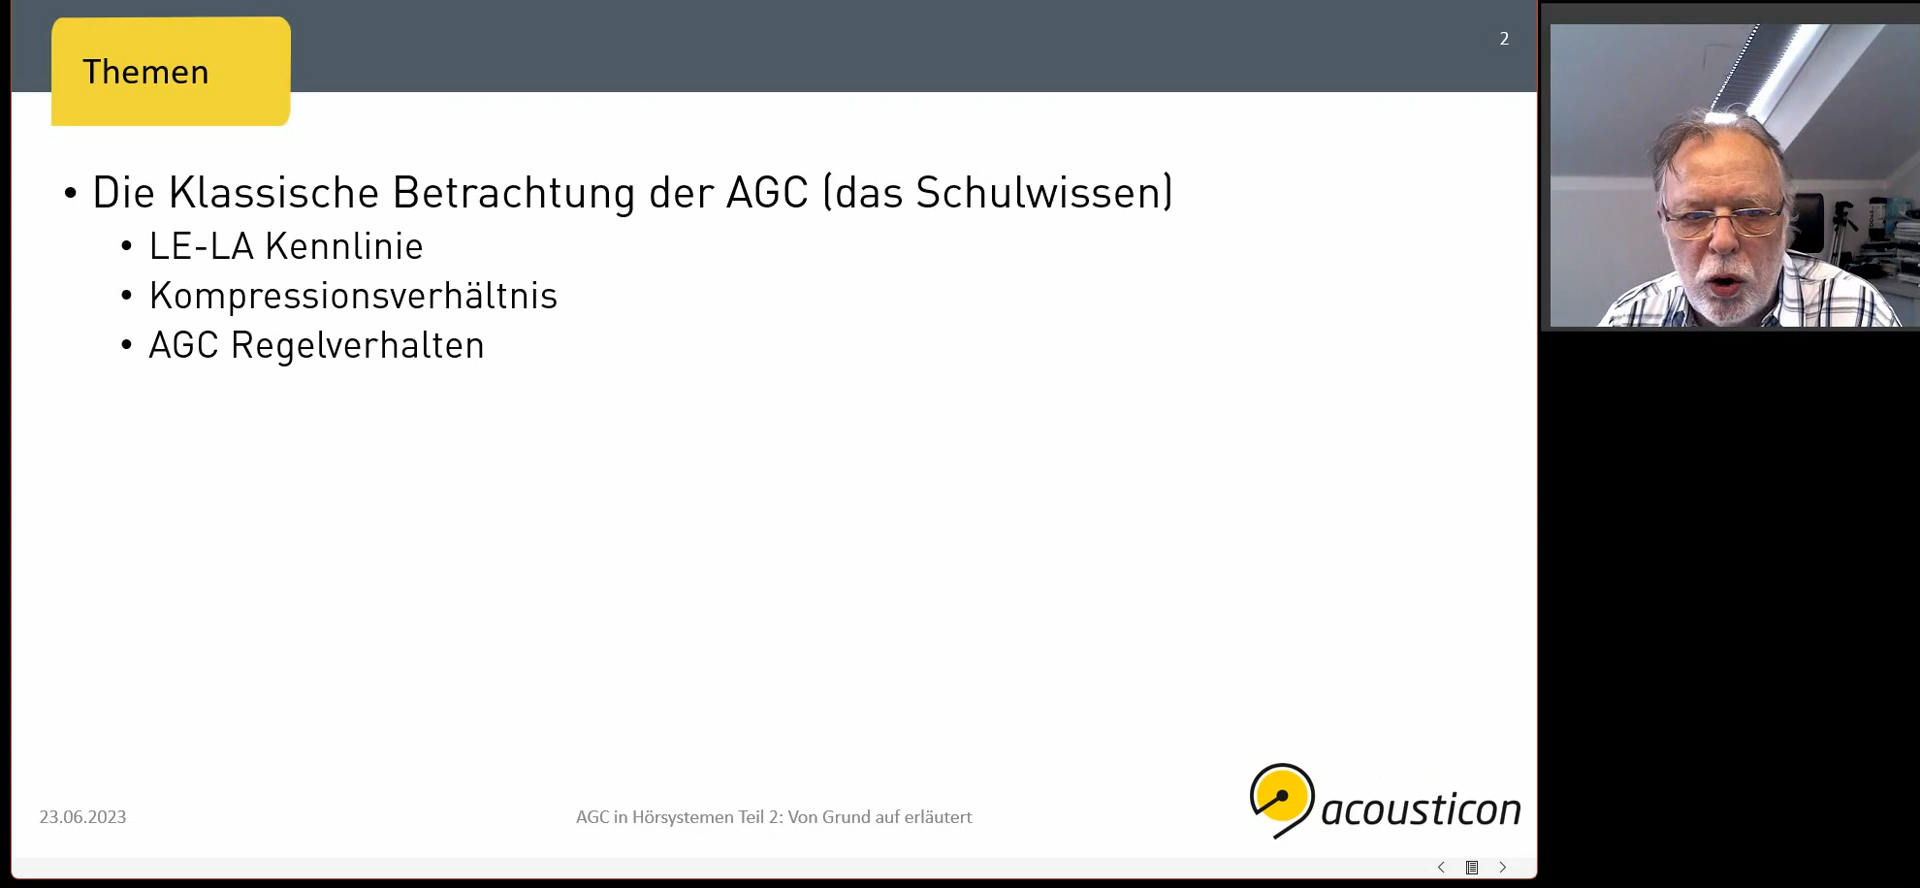 Themen
2
• Die Klassische Betrachtung der AGC (das Schulwissen)
• LE-LA Kennlinie
• Kompressionsverhältnis
• AGC Regelverhalten
23.06.2023
AGC in Hörsystemen Teil 2: Von Grund auf erläutert
acousticon